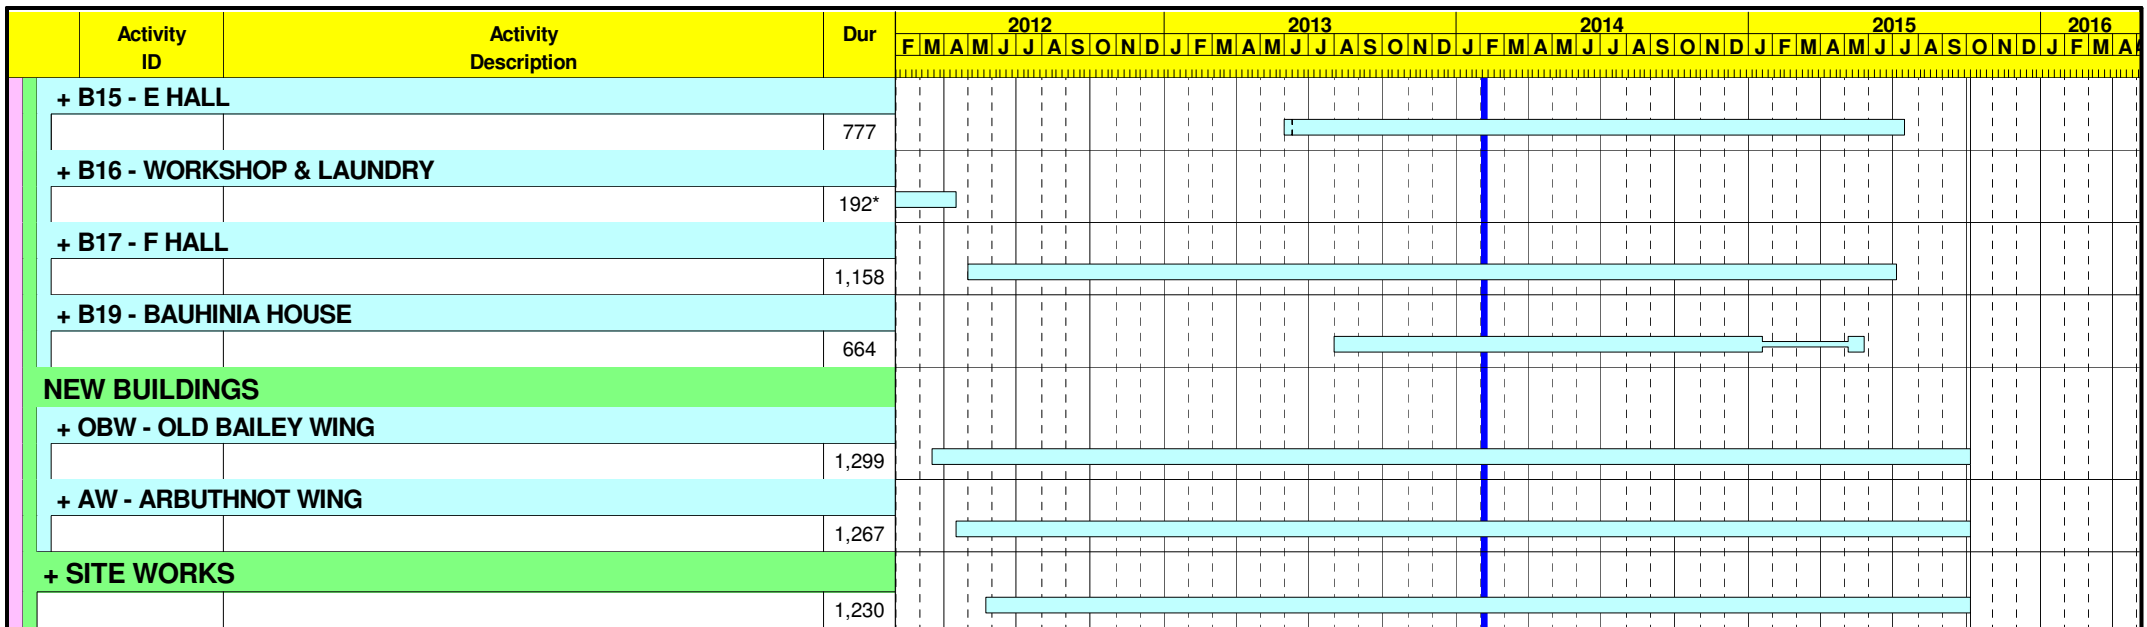 Activity ID Activity Description Dur 2012 2013 2014 2015 2016
F M A M J J A S O N D J F M A M J J A S O N D J F M A M J J A S O N D J F M A M J J A S O N D J F M A
+ B15 - E HALL
777
+ B16 - WORKSHOP & LAUNDRY
192*
+ B17 - F HALL
1,158
+ B19 - BAUHINIA HOUSE
664
NEW BUILDINGS
+ OBW - OLD BAILEY WING
1,299
+ AW - ARBUTHNOT WING
1,267
+ SITE WORKS
1,230